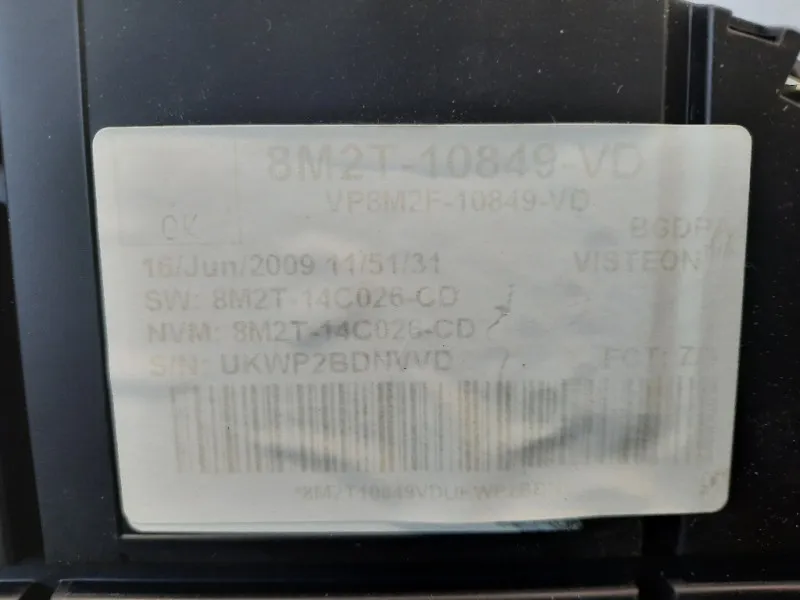 8M2T-10849-VD
VP8M2F-10849-VD
OK
BGDP
16/Jun/2009 11/51/31 VISTEON
SW: 8M2T-14C026-CD
NVM: 8M2T-14C026-CD
S/N: UKWP2BDNVVD